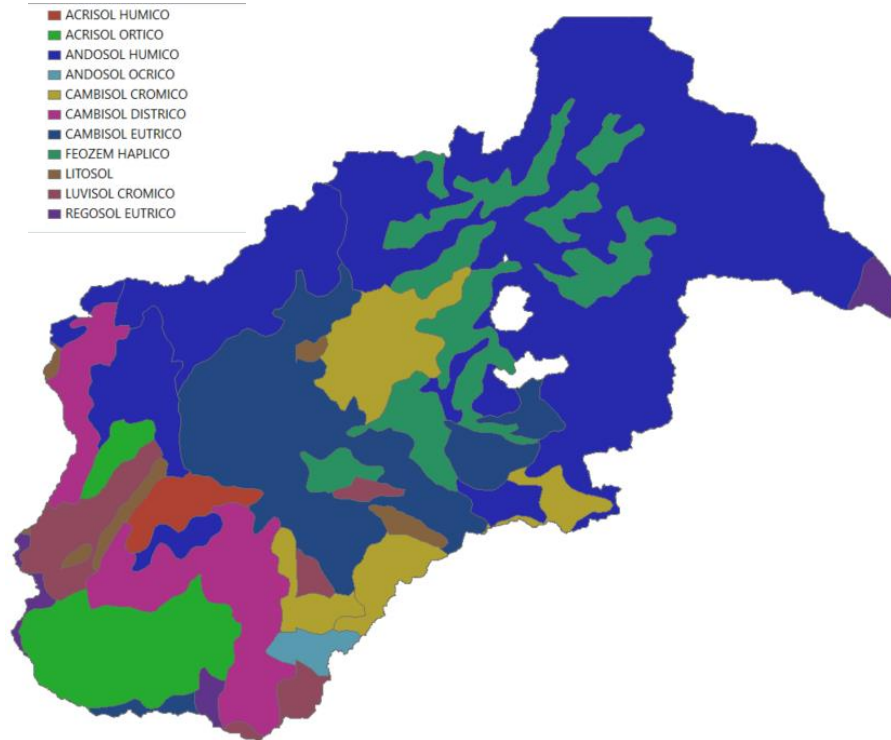 ACRISOL HUMICO
ACRISOL ORTICO
ANDOSOL HUMICO
ANDOSOL OCRICO
CAMBISOL CROMICO
CAMBISOL DISTRICO
CAMBISOL EUTRICO
FEOZEM HAPLICO
LITOSOL
LUVISOL CROMICO
REGOSOL EUTRICO